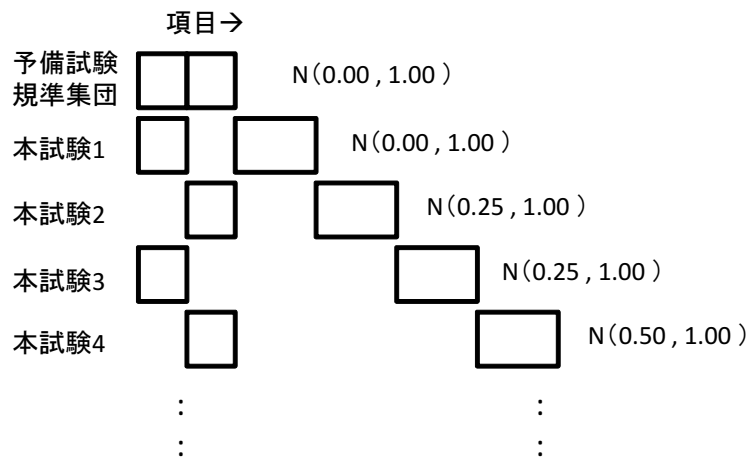 項目→
予備試験
規準集団
N(0.00 , 1.00 )
本試験1
N(0.00 , 1.00 )
本試験2
N(0.25 , 1.00 )
本試験3
N(0.25 , 1.00 )
本試験4
N(0.50 , 1.00 )
： ：
： ：